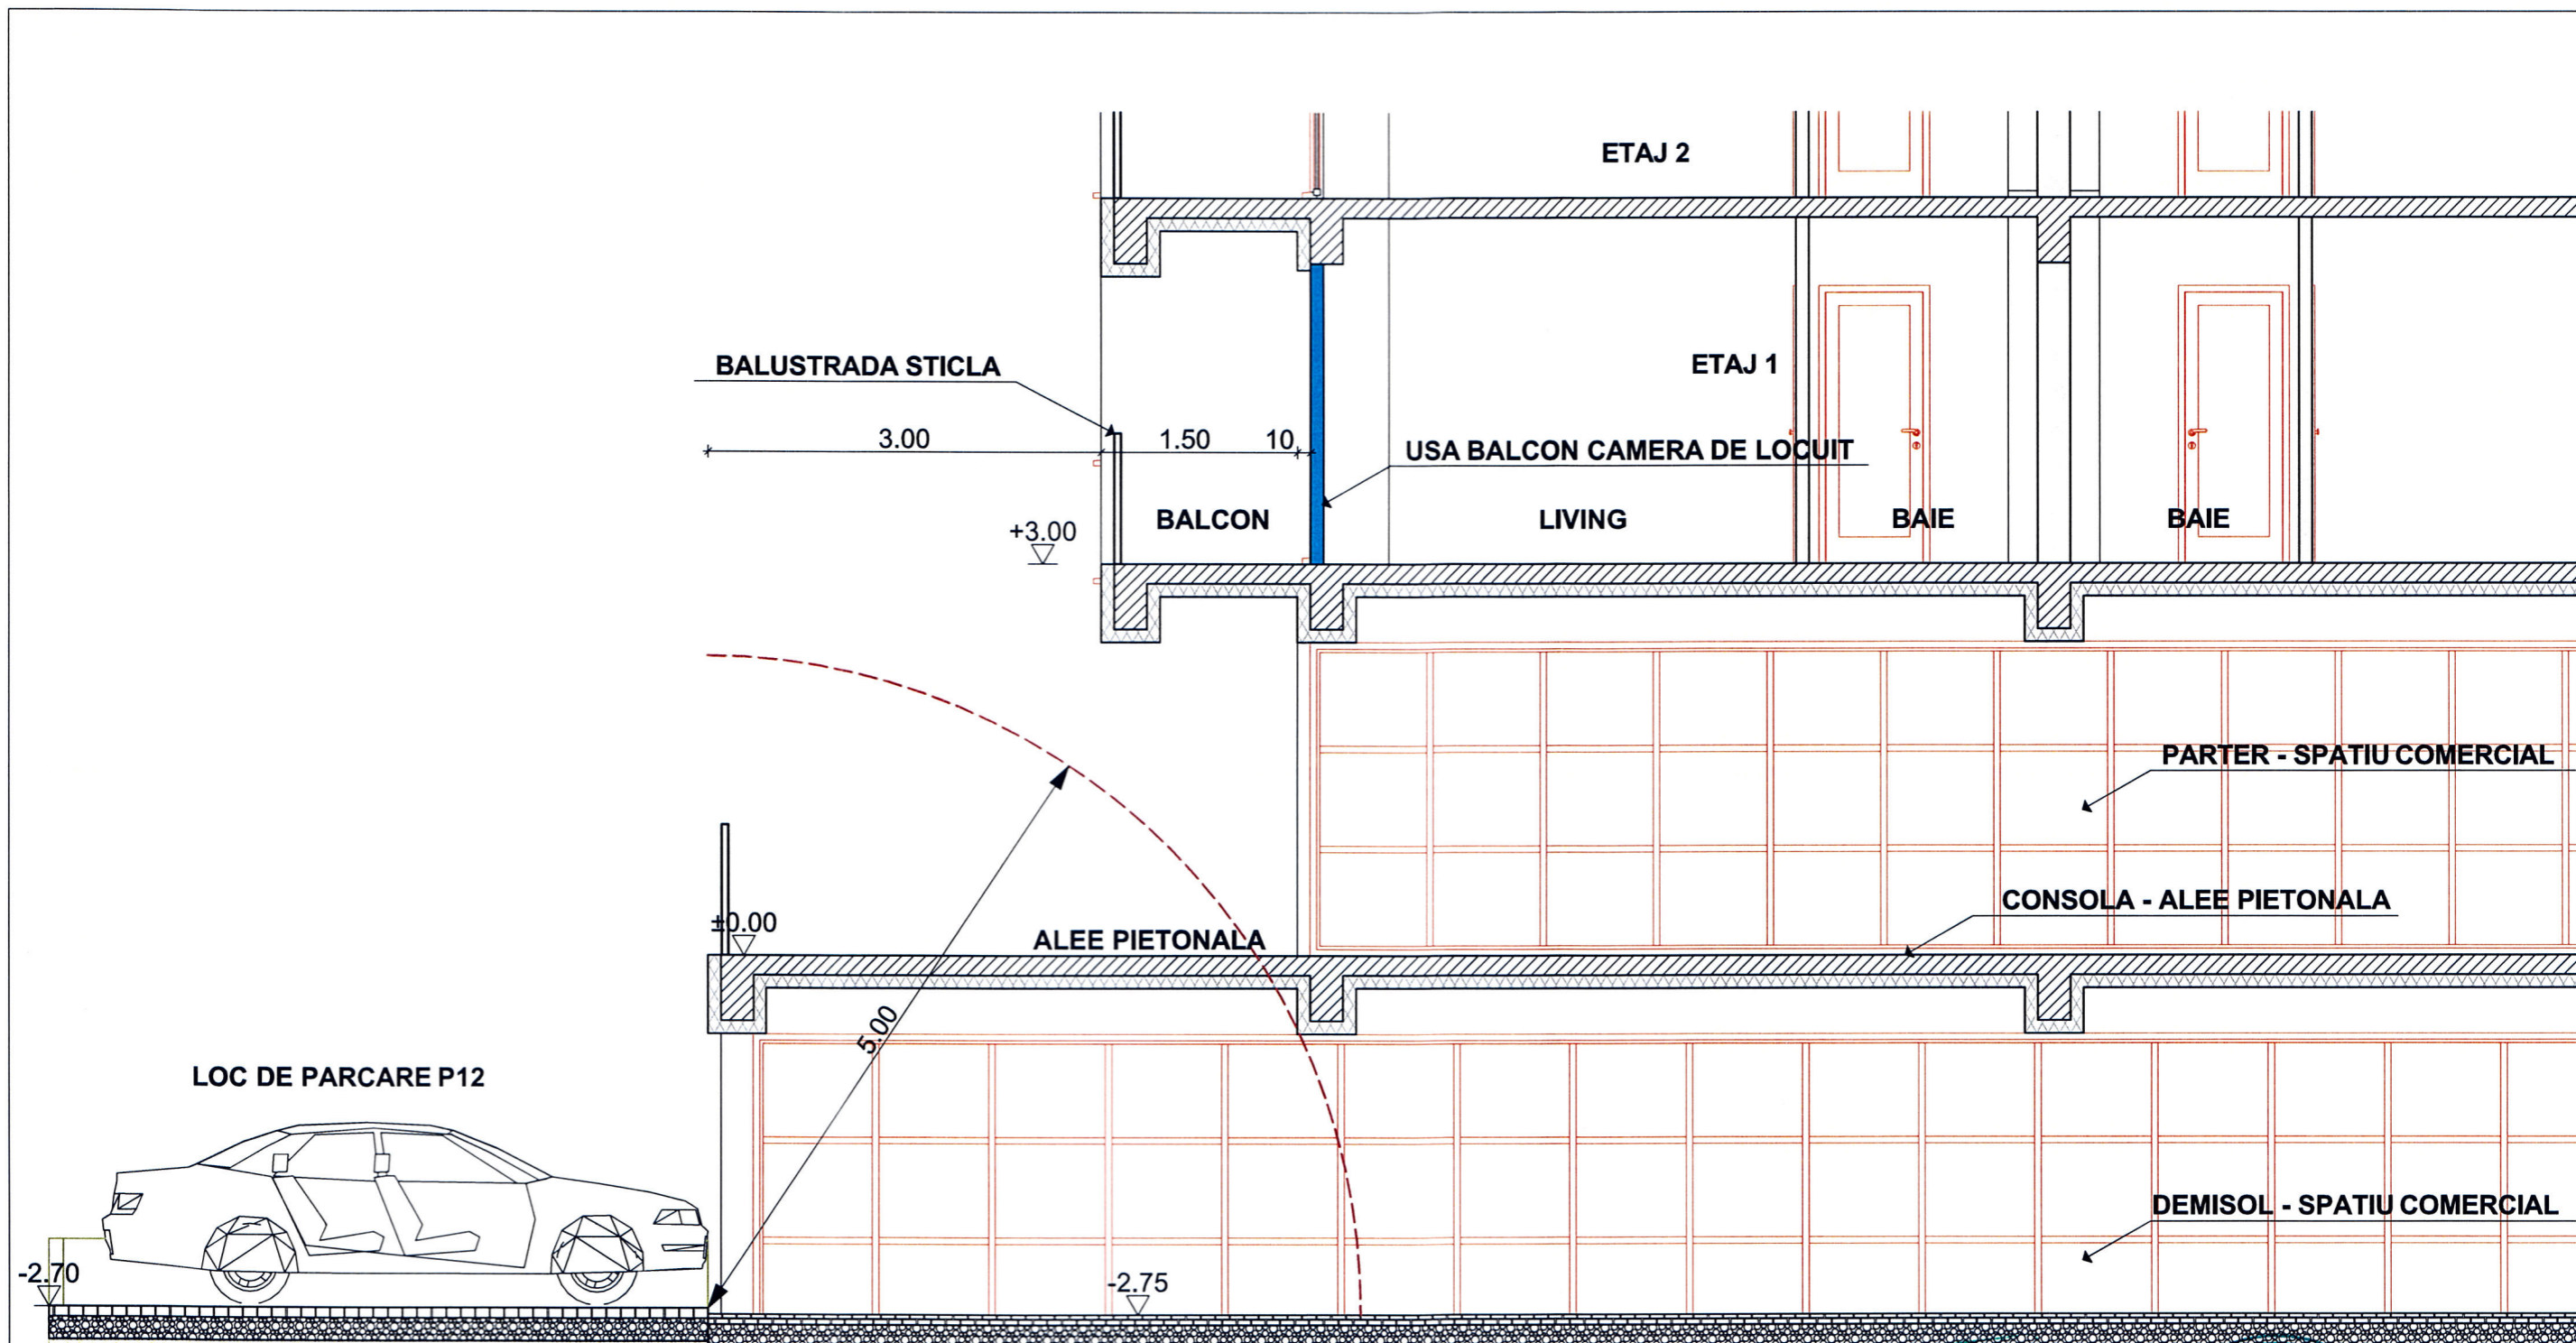 ETAJ 2
BALUSTRADA STICLA
ETAJ 1
3.00
1.50
10
USA BALCON CAMERA DE LOCUIT
+3.00
BALCON
LIVING
BAIE
BAIE
PARTER - SPATIU COMERCIAL
CONSOLA - ALEE PIETONALA
±0.00
ALEE PIETONALA
5.00
LOC DE PARCARE P12
DEMISOL - SPATIU COMERCIAL
-2.70
-2.75